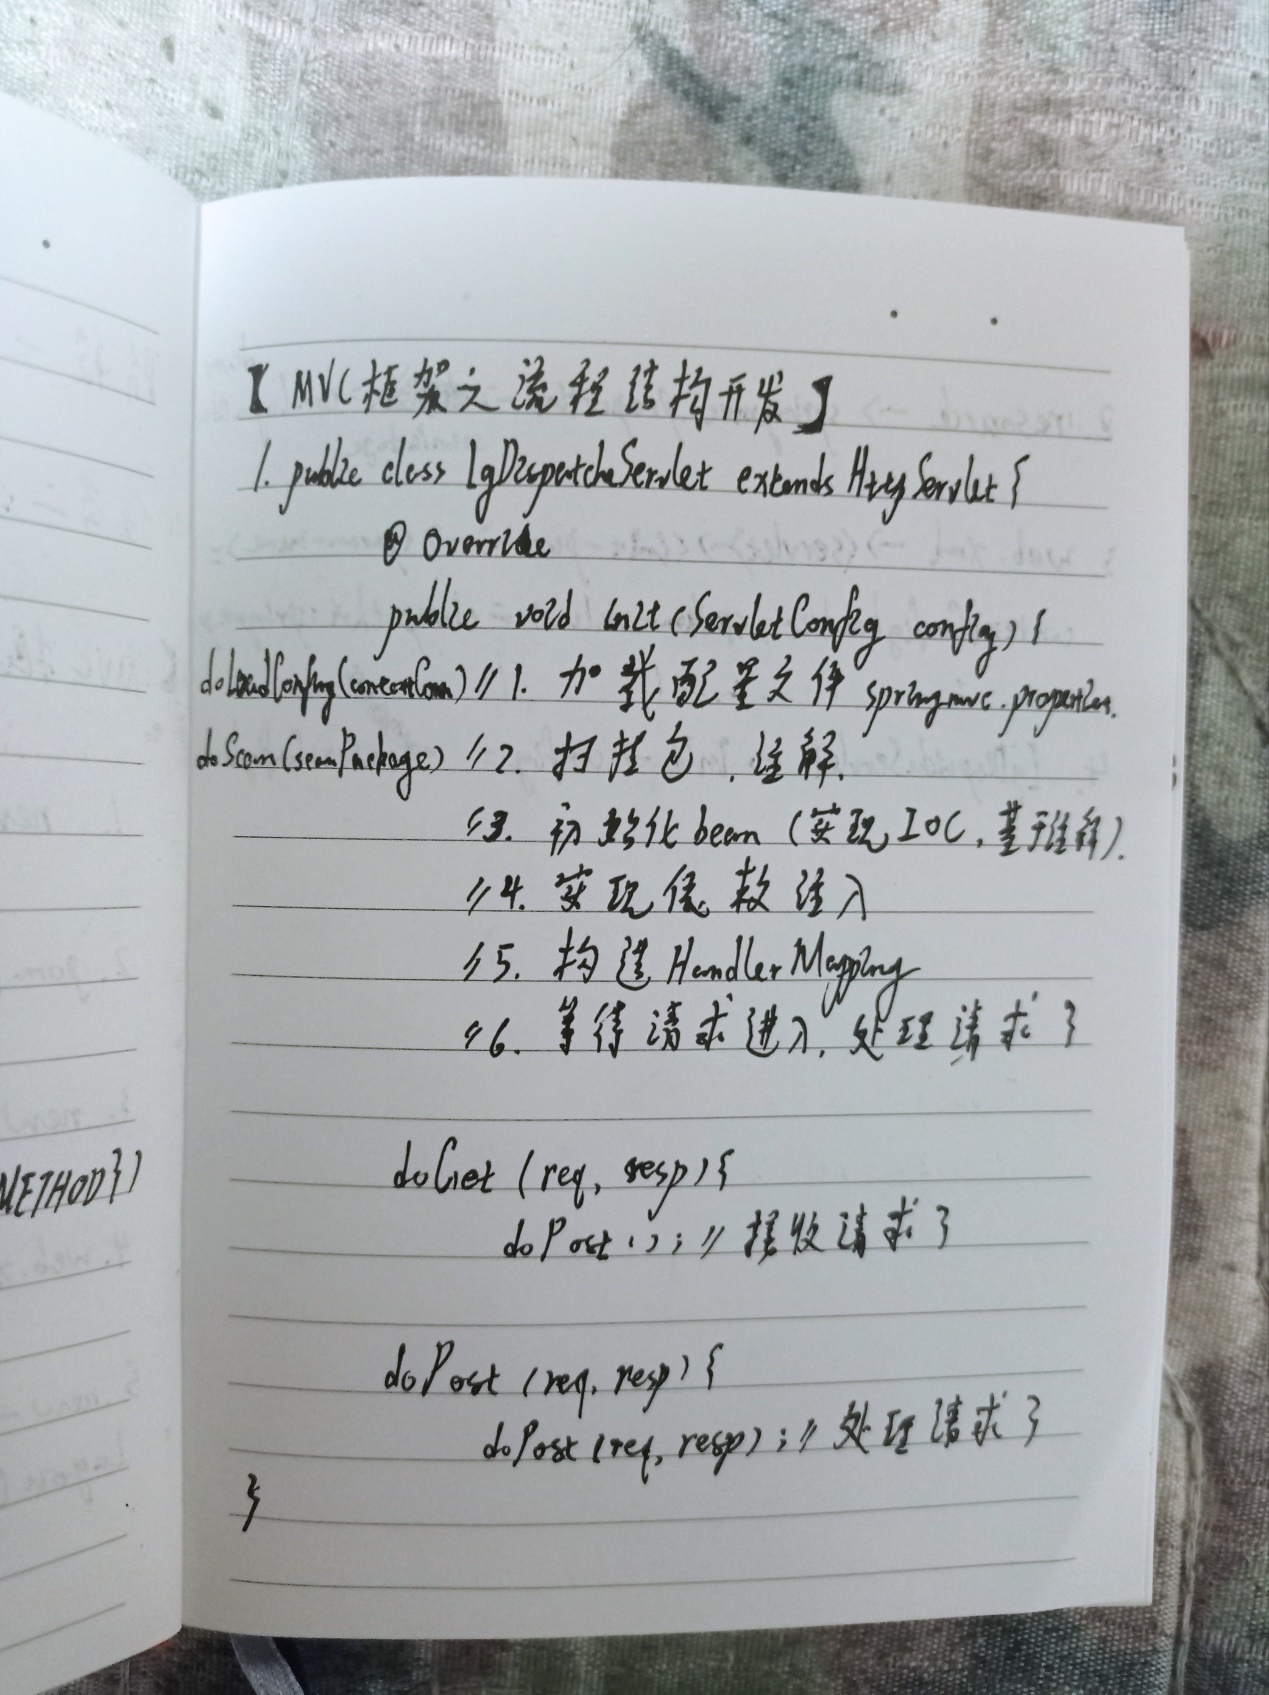 【MVC框架之流程结构开发】
1. public class LgDispatcheServlet extends HttpServlet {
@Override
public void init(ServletConfig config) {
doLoadConfing(contextConn) // 1. 加载配置文件 springmvc.properties.
doScan(scanPackage) // 2. 扫描包,注解.
// 3. 初始化bean(实现IOC,基于注解).
// 4. 实现依赖注入
// 5. 构造HandlerMapping
// 6. 等待请求进入,处理请求 }
doGet (req, resp) {
doPost (); // 接收请求 }
doPost (req, resp) {
doPost (req, resp) ; // 处理请求 }
}
METHOD})